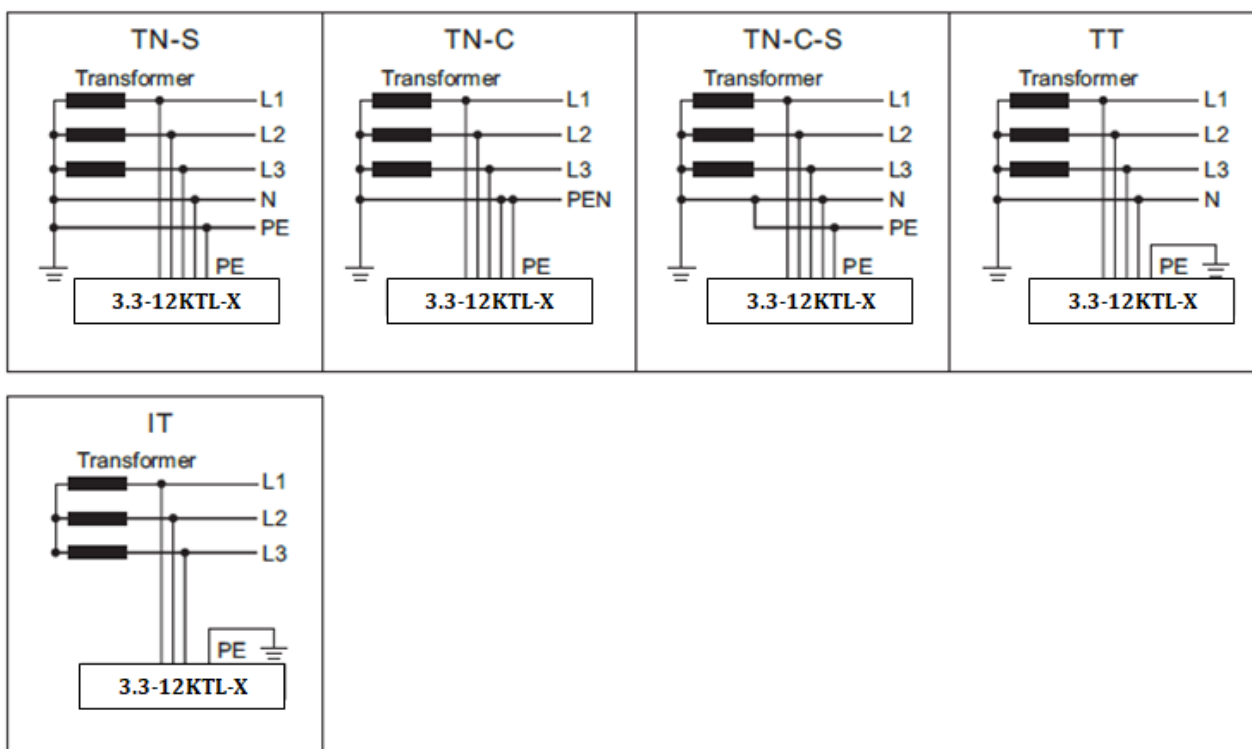 TN-S
Transformer
L1
L2
L3
N
PE
PE
3.3-12KTL-X
TN-C
Transformer
L1
L2
L3
PEN
PE
3.3-12KTL-X
TN-C-S
Transformer
L1
L2
L3
N
PE
PE
3.3-12KTL-X
TT
Transformer
L1
L2
L3
N
PE
3.3-12KTL-X
IT
Transformer
L1
L2
L3
PE
3.3-12KTL-X